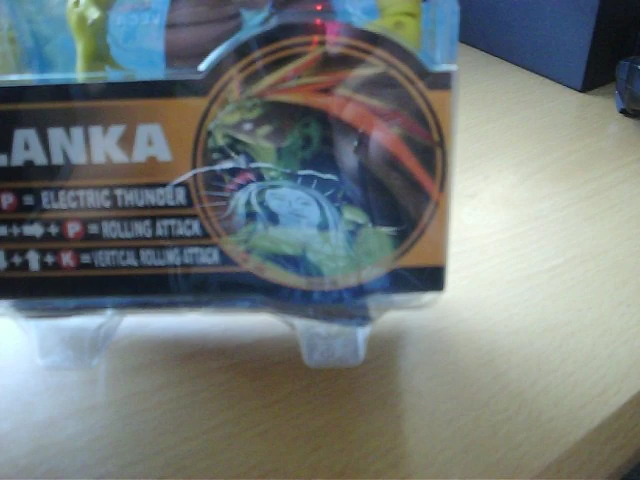 LANKA
P = ELECTRIC THUNDER
+ P = ROLLING ATTACK
+ K = VERTICAL ROLLING ATTACK